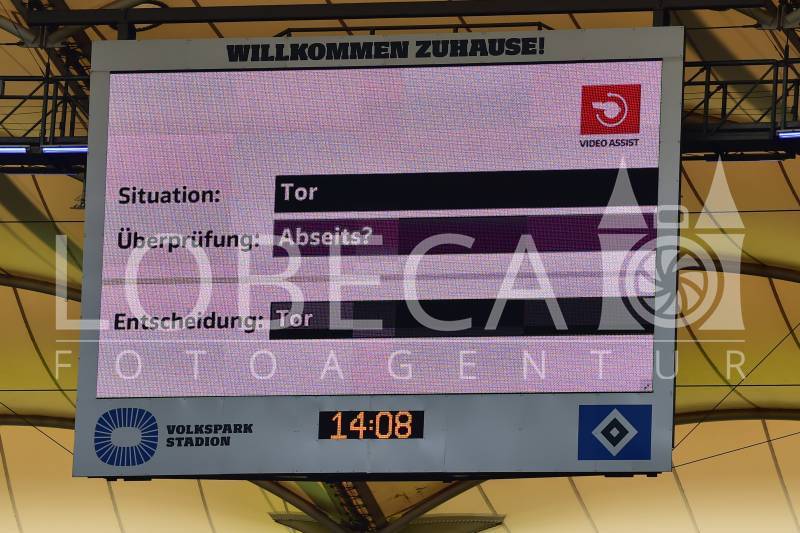 WILLKOMMEN ZUHAUSE!
VIDEO ASSIST
Situation: Tor
Überprüfung: Abseits?
Entscheidung: Tor
LOBECA
FOTOAGENTUR
VOLKSPARK
STADION
14:08